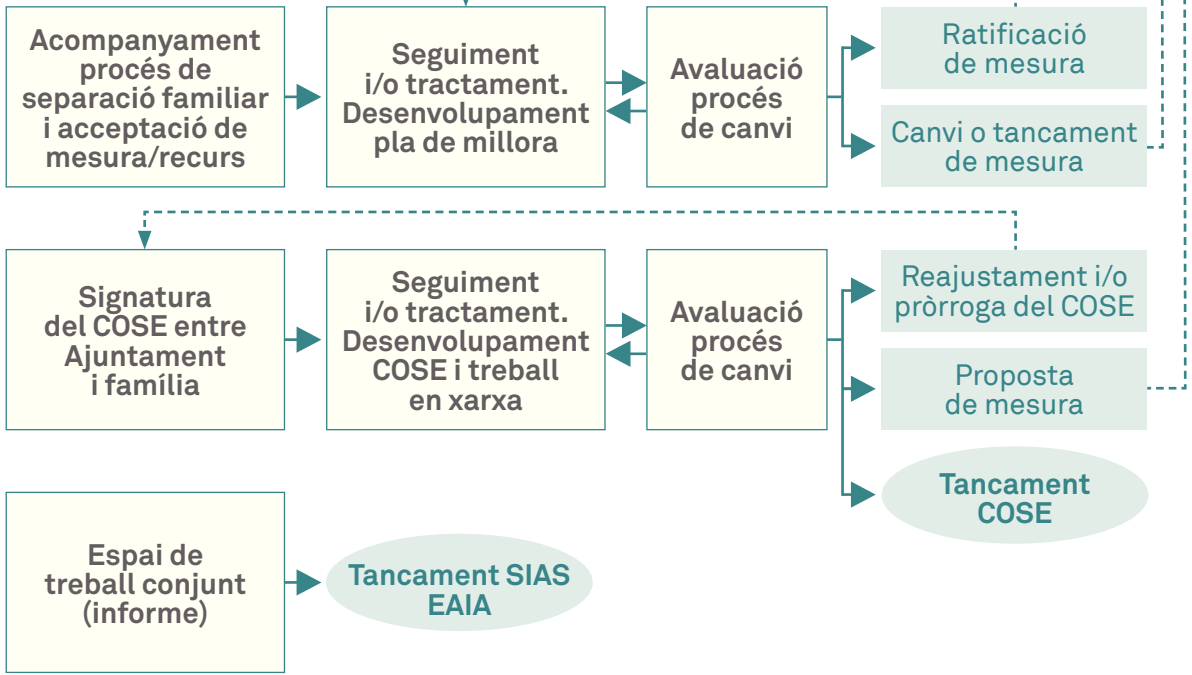 Acompanyament
procés de
separació familiar
i acceptació de
mesura/recurs
Seguiment
i/o tractament.
Desenvolupament
pla de millora
Avaluació
procés
de canvi
Ratificació
de mesura
Canvi o tancament
de mesura
Signatura
del COSE entre
Ajuntament
i família
Seguiment
i/o tractament.
Desenvolupament
COSE i treball
en xarxa
Avaluació
procés
de canvi
Reajustament i/o
pròrroga del COSE
Proposta
de mesura
Tancament
COSE
Espai de
treball conjunt
(informe)
Tancament SIAS
EAIA